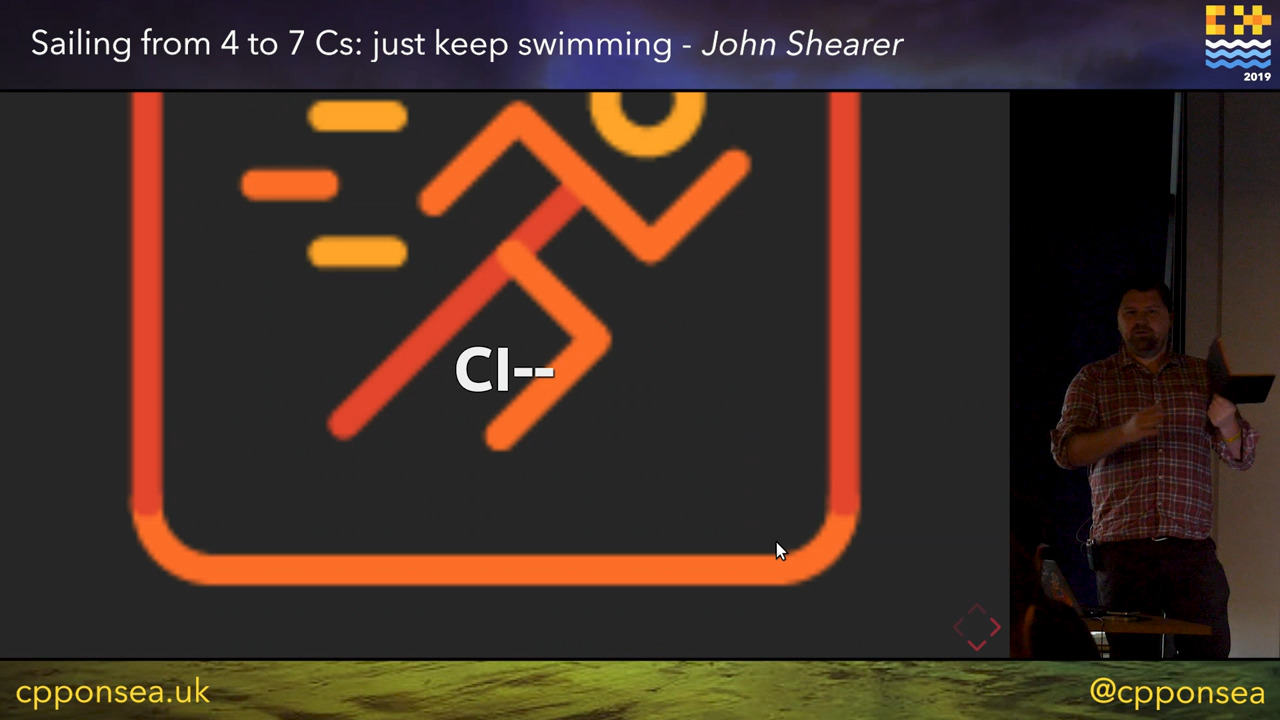 Sailing from 4 to 7 Cs: just keep swimming - John Shearer
2019
CI--
cpponsea.uk
@cpponsea